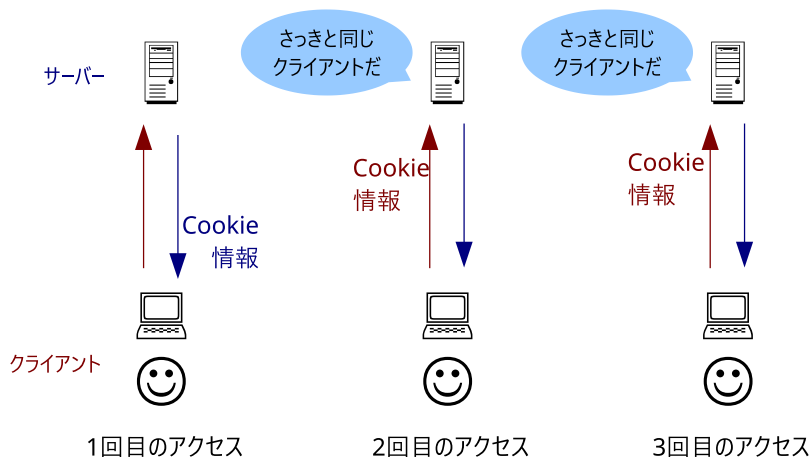 さっきと同じ
クライアントだ
さっきと同じ
クライアントだ
サーバー
Cookie
情報
Cookie
情報
Cookie
情報
クライアント
1回目のアクセス
2回目のアクセス
3回目のアクセス